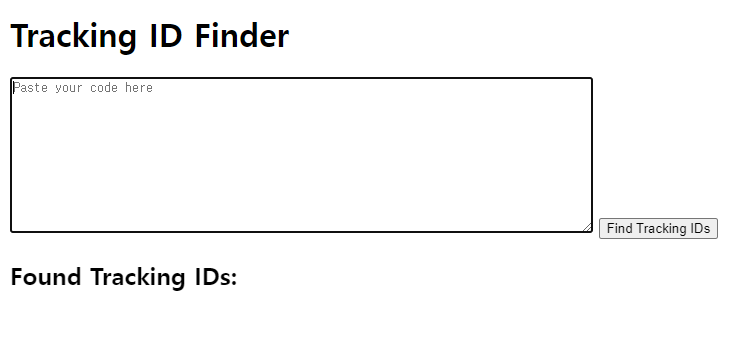 Tracking ID Finder
Paste your code here
Find Tracking IDs
Found Tracking IDs: